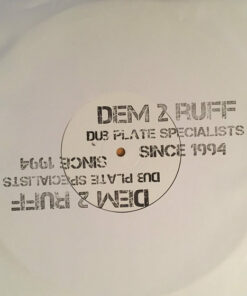 DEM 2 RUFF
DUB PLATE SPECIALISTS
SINCE 1994
DEM 2 RUFF
DUB PLATE SPECIALISTS
SINCE 1994